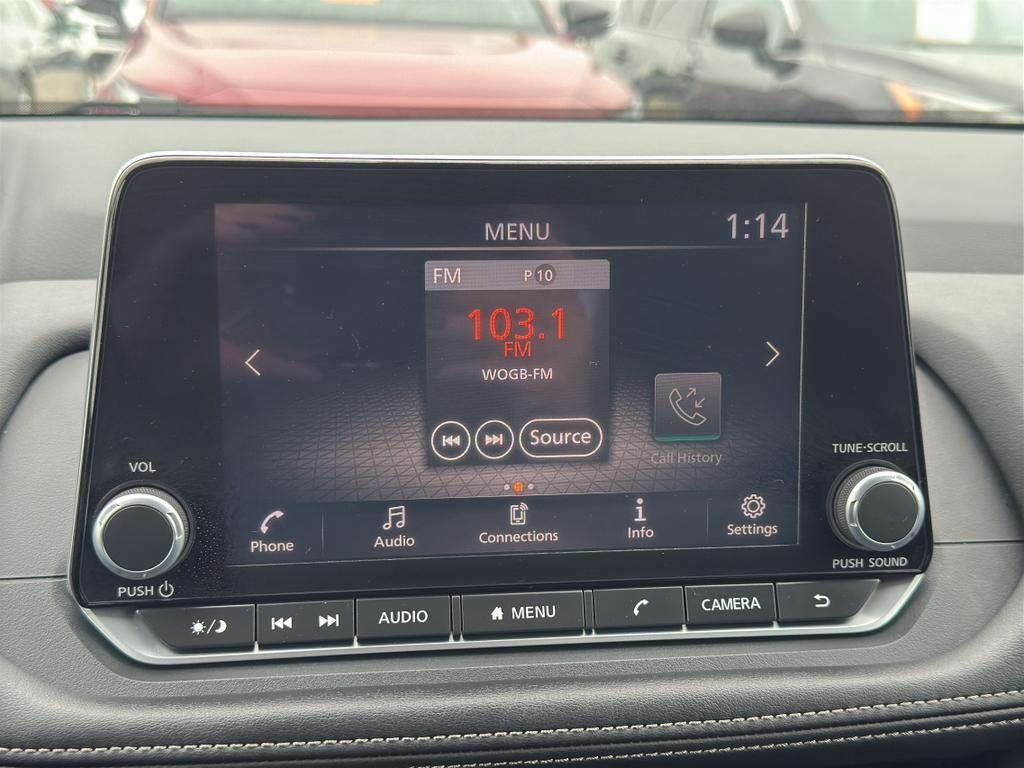 MENU
1:14
FM
P 10
103.1
FM
WOGB-FM
Source
Call History
Phone
Audio
Connections
Info
Settings
VOL
PUSH
TUNE·SCROLL
PUSH SOUND
AUDIO
MENU
CAMERA